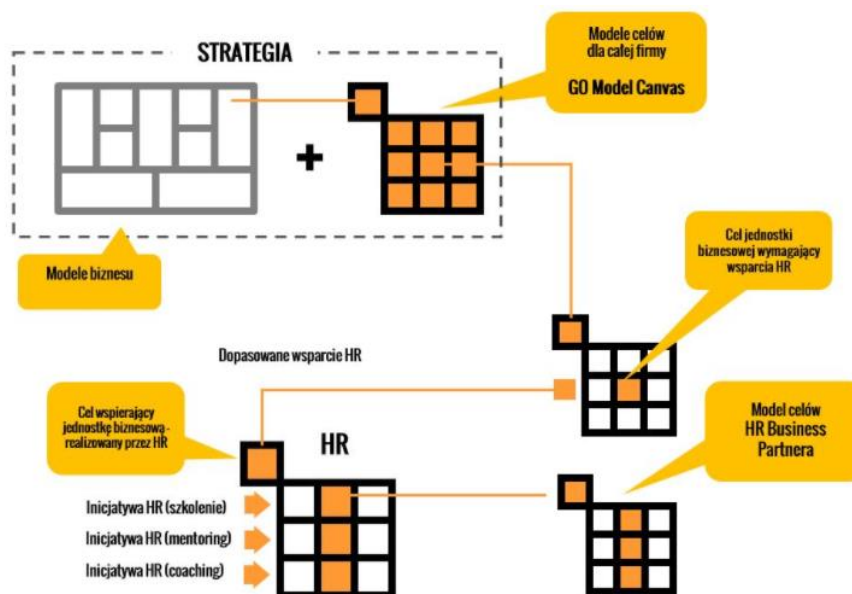 STRATEGIA
Modele celów
dla całej firmy
GO Model Canvas
Modele biznesu
Cel jednostki
biznesowej wymagający
wsparcia HR
Dopasowane wsparcie HR
Cel wspierający
jednostkę biznesową -
realizowany przez HR
HR
Model celów
HR Business
Partnera
Inicjatywa HR (szkolenie)
Inicjatywa HR (mentoring)
Inicjatywa HR (coaching)